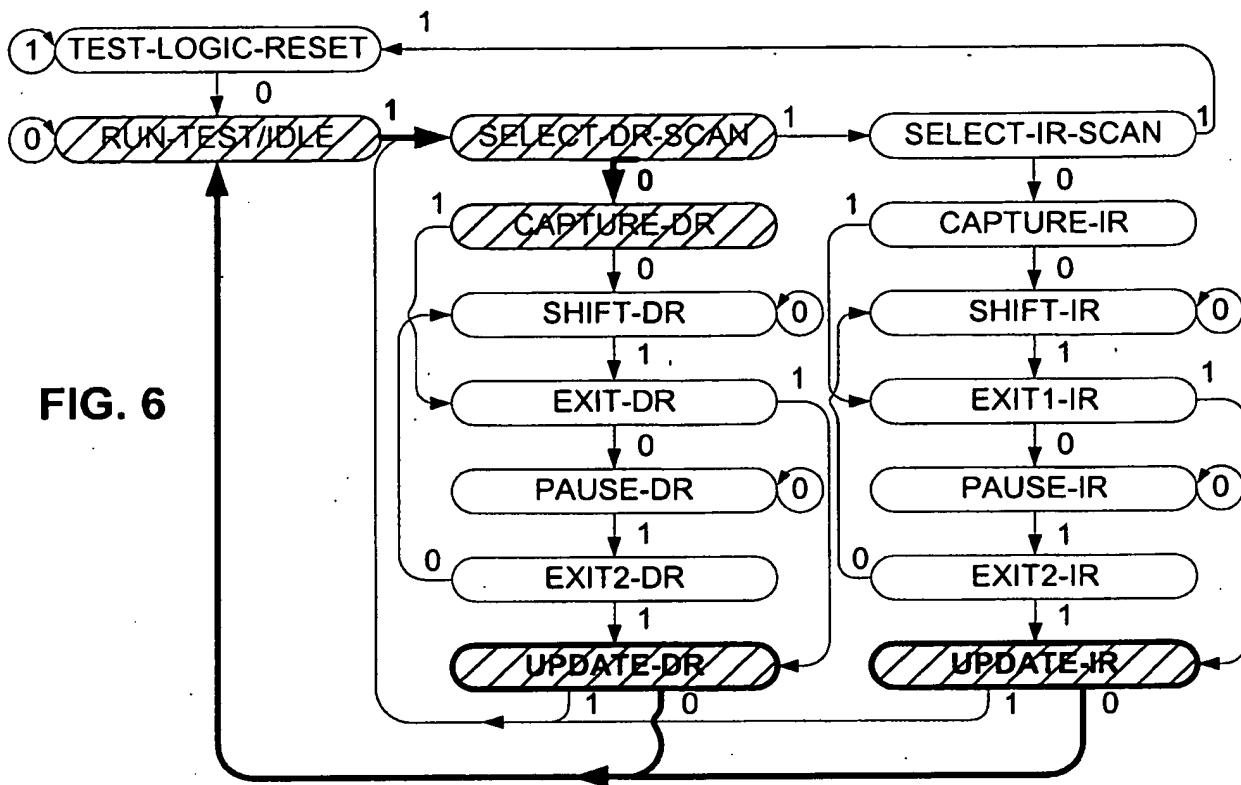 1
1 TEST-LOGIC-RESET
0
1
0 RUN-TEST/IDLE SELECT-DR-SCAN 1 SELECT-IR-SCAN 1
0 0
1 CAPTURE-DR 1 CAPTURE-IR
0 0
SHIFT-DR 0 SHIFT-IR 0
1 1
FIG. 6 EXIT-DR 1 EXIT1-IR 1
0 0
PAUSE-DR 0 PAUSE-IR 0
1 1
0 EXIT2-DR 0 EXIT2-IR
1 1
UPDATE-DR UPDATE-IR
1 0 1 0